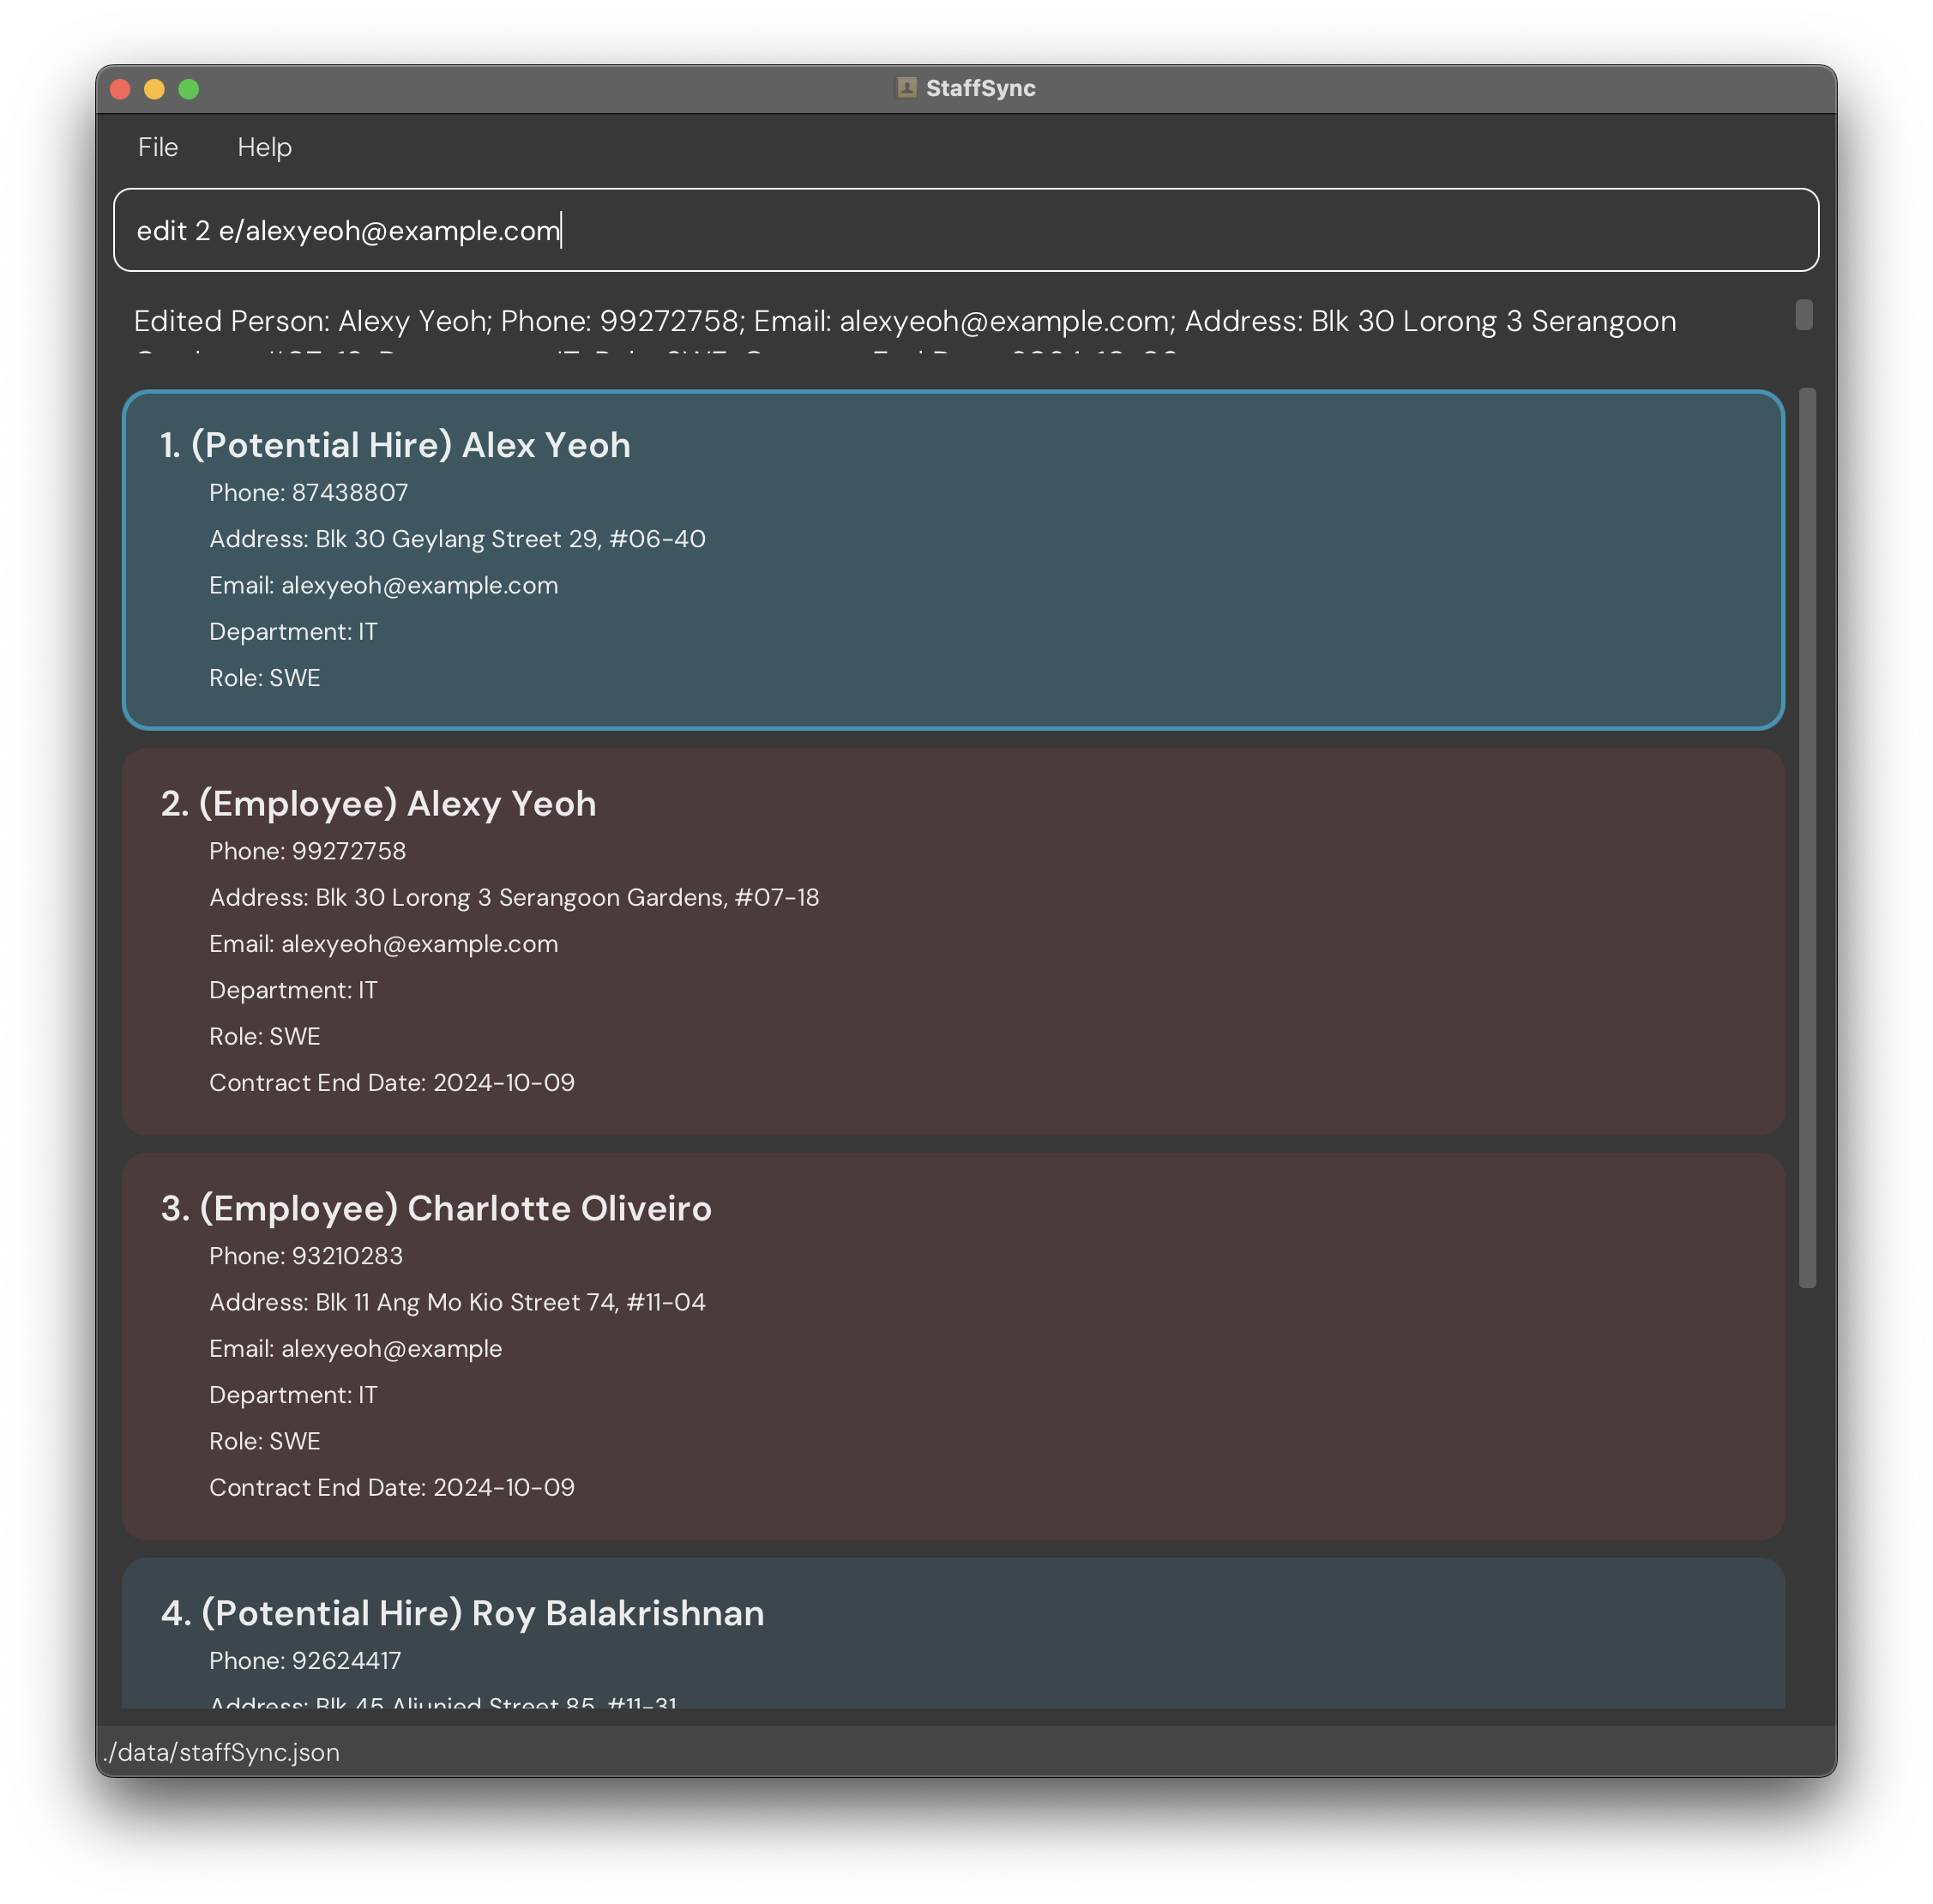 StaffSync
File Help
edit 2 e/alexyeoh@example.com
Edited Person: Alexy Yeoh; Phone: 99272758; Email: alexyeoh@example.com; Address: Blk 30 Lorong 3 Serangoon
1. (Potential Hire) Alex Yeoh
Phone: 87438807
Address: Blk 30 Geylang Street 29, #06-40
Email: alexyeoh@example.com
Department: IT
Role: SWE
2. (Employee) Alexy Yeoh
Phone: 99272758
Address: Blk 30 Lorong 3 Serangoon Gardens, #07-18
Email: alexyeoh@example.com
Department: IT
Role: SWE
Contract End Date: 2024-10-09
3. (Employee) Charlotte Oliveiro
Phone: 93210283
Address: Blk 11 Ang Mo Kio Street 74, #11-04
Email: alexyeoh@example
Department: IT
Role: SWE
Contract End Date: 2024-10-09
4. (Potential Hire) Roy Balakrishnan
Phone: 92624417
Address: Blk 45 Aljunied Street 85, #11-31
./data/staffSync.json